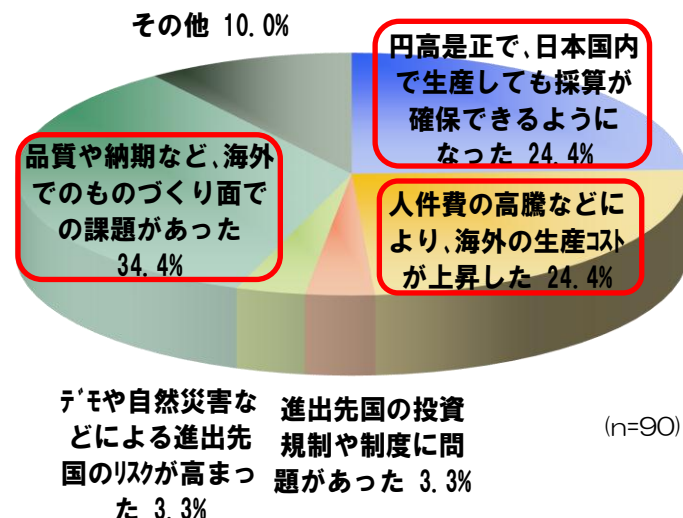 その他 10.0%
円高是正で、日本国内
で生産しても採算が
確保できるように
なった 24.4%
品質や納期など、海外
でのものづくり面で
の課題があった
34.4%
人件費の高騰などに
より、海外の生産ｺｽﾄ
が上昇した 24.4%
ﾃﾞﾓや自然災害な
どによる進出先
国のﾘｽｸが高まっ
た 3.3%
進出先国の投資
規制や制度に問
題があった 3.3%
(n=90)